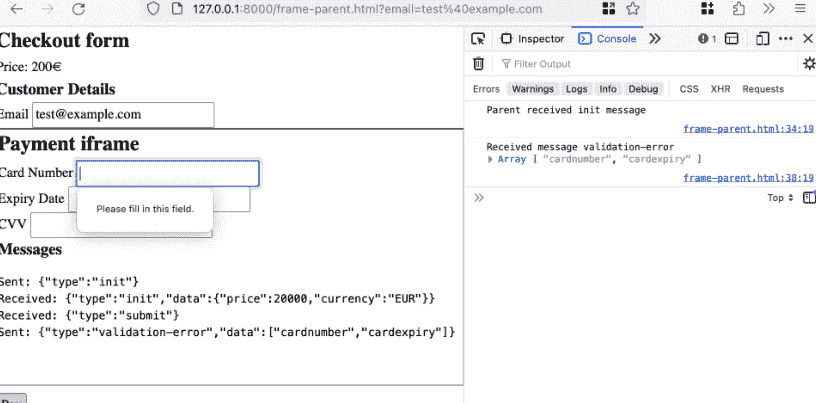 127.0.0.1:8000/frame-parent.html?email=test%40example.com
Checkout form
Price: 200€
Customer Details
Email test@example.com
Payment iframe
Card Number
Expiry Date
Please fill in this field.
CVV
Messages
Sent: {"type":"init"}
Received: {"type":"init","data":{"price":20000,"currency":"EUR"}}
Received: {"type":"submit"}
Sent: {"type":"validation-error","data":["cardnumber","cardexpiry"]}
Inspector Console 1
Filter Output
Errors Warnings Logs Info Debug CSS XHR Requests
Parent received init message
frame-parent.html:34:19
Received message validation-error
Array [ "cardnumber", "cardexpiry" ]
frame-parent.html:38:19
Top